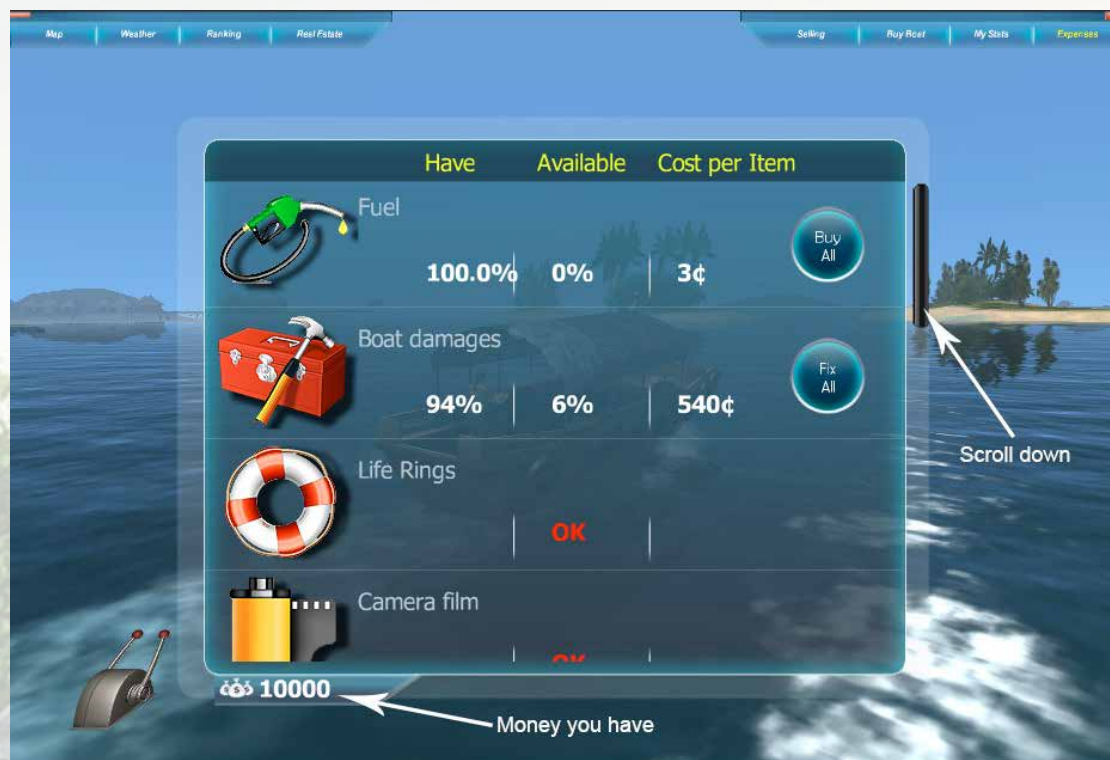 Map Weather Ranking Real Estate Selling Buy Boat My Stats Expenses
Have Available Cost per Item
Fuel
100.0% 0% 3¢
Buy
All
Boat damages
94% 6% 540¢
Fix
All
Scroll down
Life Rings
OK
Camera film
OK
10000
Money you have